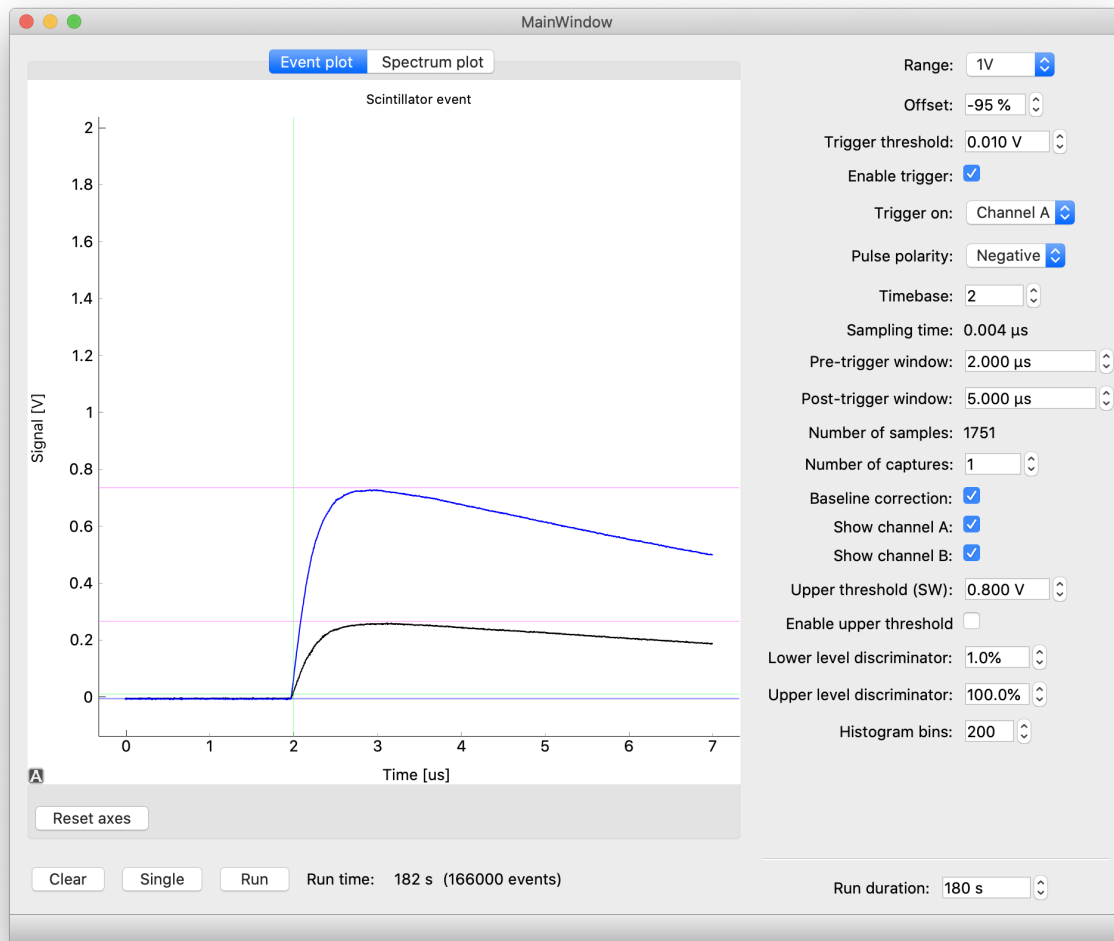 MainWindow
Event plot
Spectrum plot
Scintillator event
2
1.8
1.6
1.4
1.2
1
0.8
0.6
0.4
0.2
0
Signal [V]
0 1 2 3 4 5 6 7
Time [us]
A
Reset axes
Clear
Single
Run
Run time: 182 s (166000 events)
Range: 1V
Offset: -95 %
Trigger threshold: 0.010 V
Enable trigger:
Trigger on: Channel A
Pulse polarity: Negative
Timebase: 2
Sampling time: 0.004 µs
Pre-trigger window: 2.000 µs
Post-trigger window: 5.000 µs
Number of samples: 1751
Number of captures: 1
Baseline correction:
Show channel A:
Show channel B:
Upper threshold (SW): 0.800 V
Enable upper threshold
Lower level discriminator: 1.0%
Upper level discriminator: 100.0%
Histogram bins: 200
Run duration: 180 s